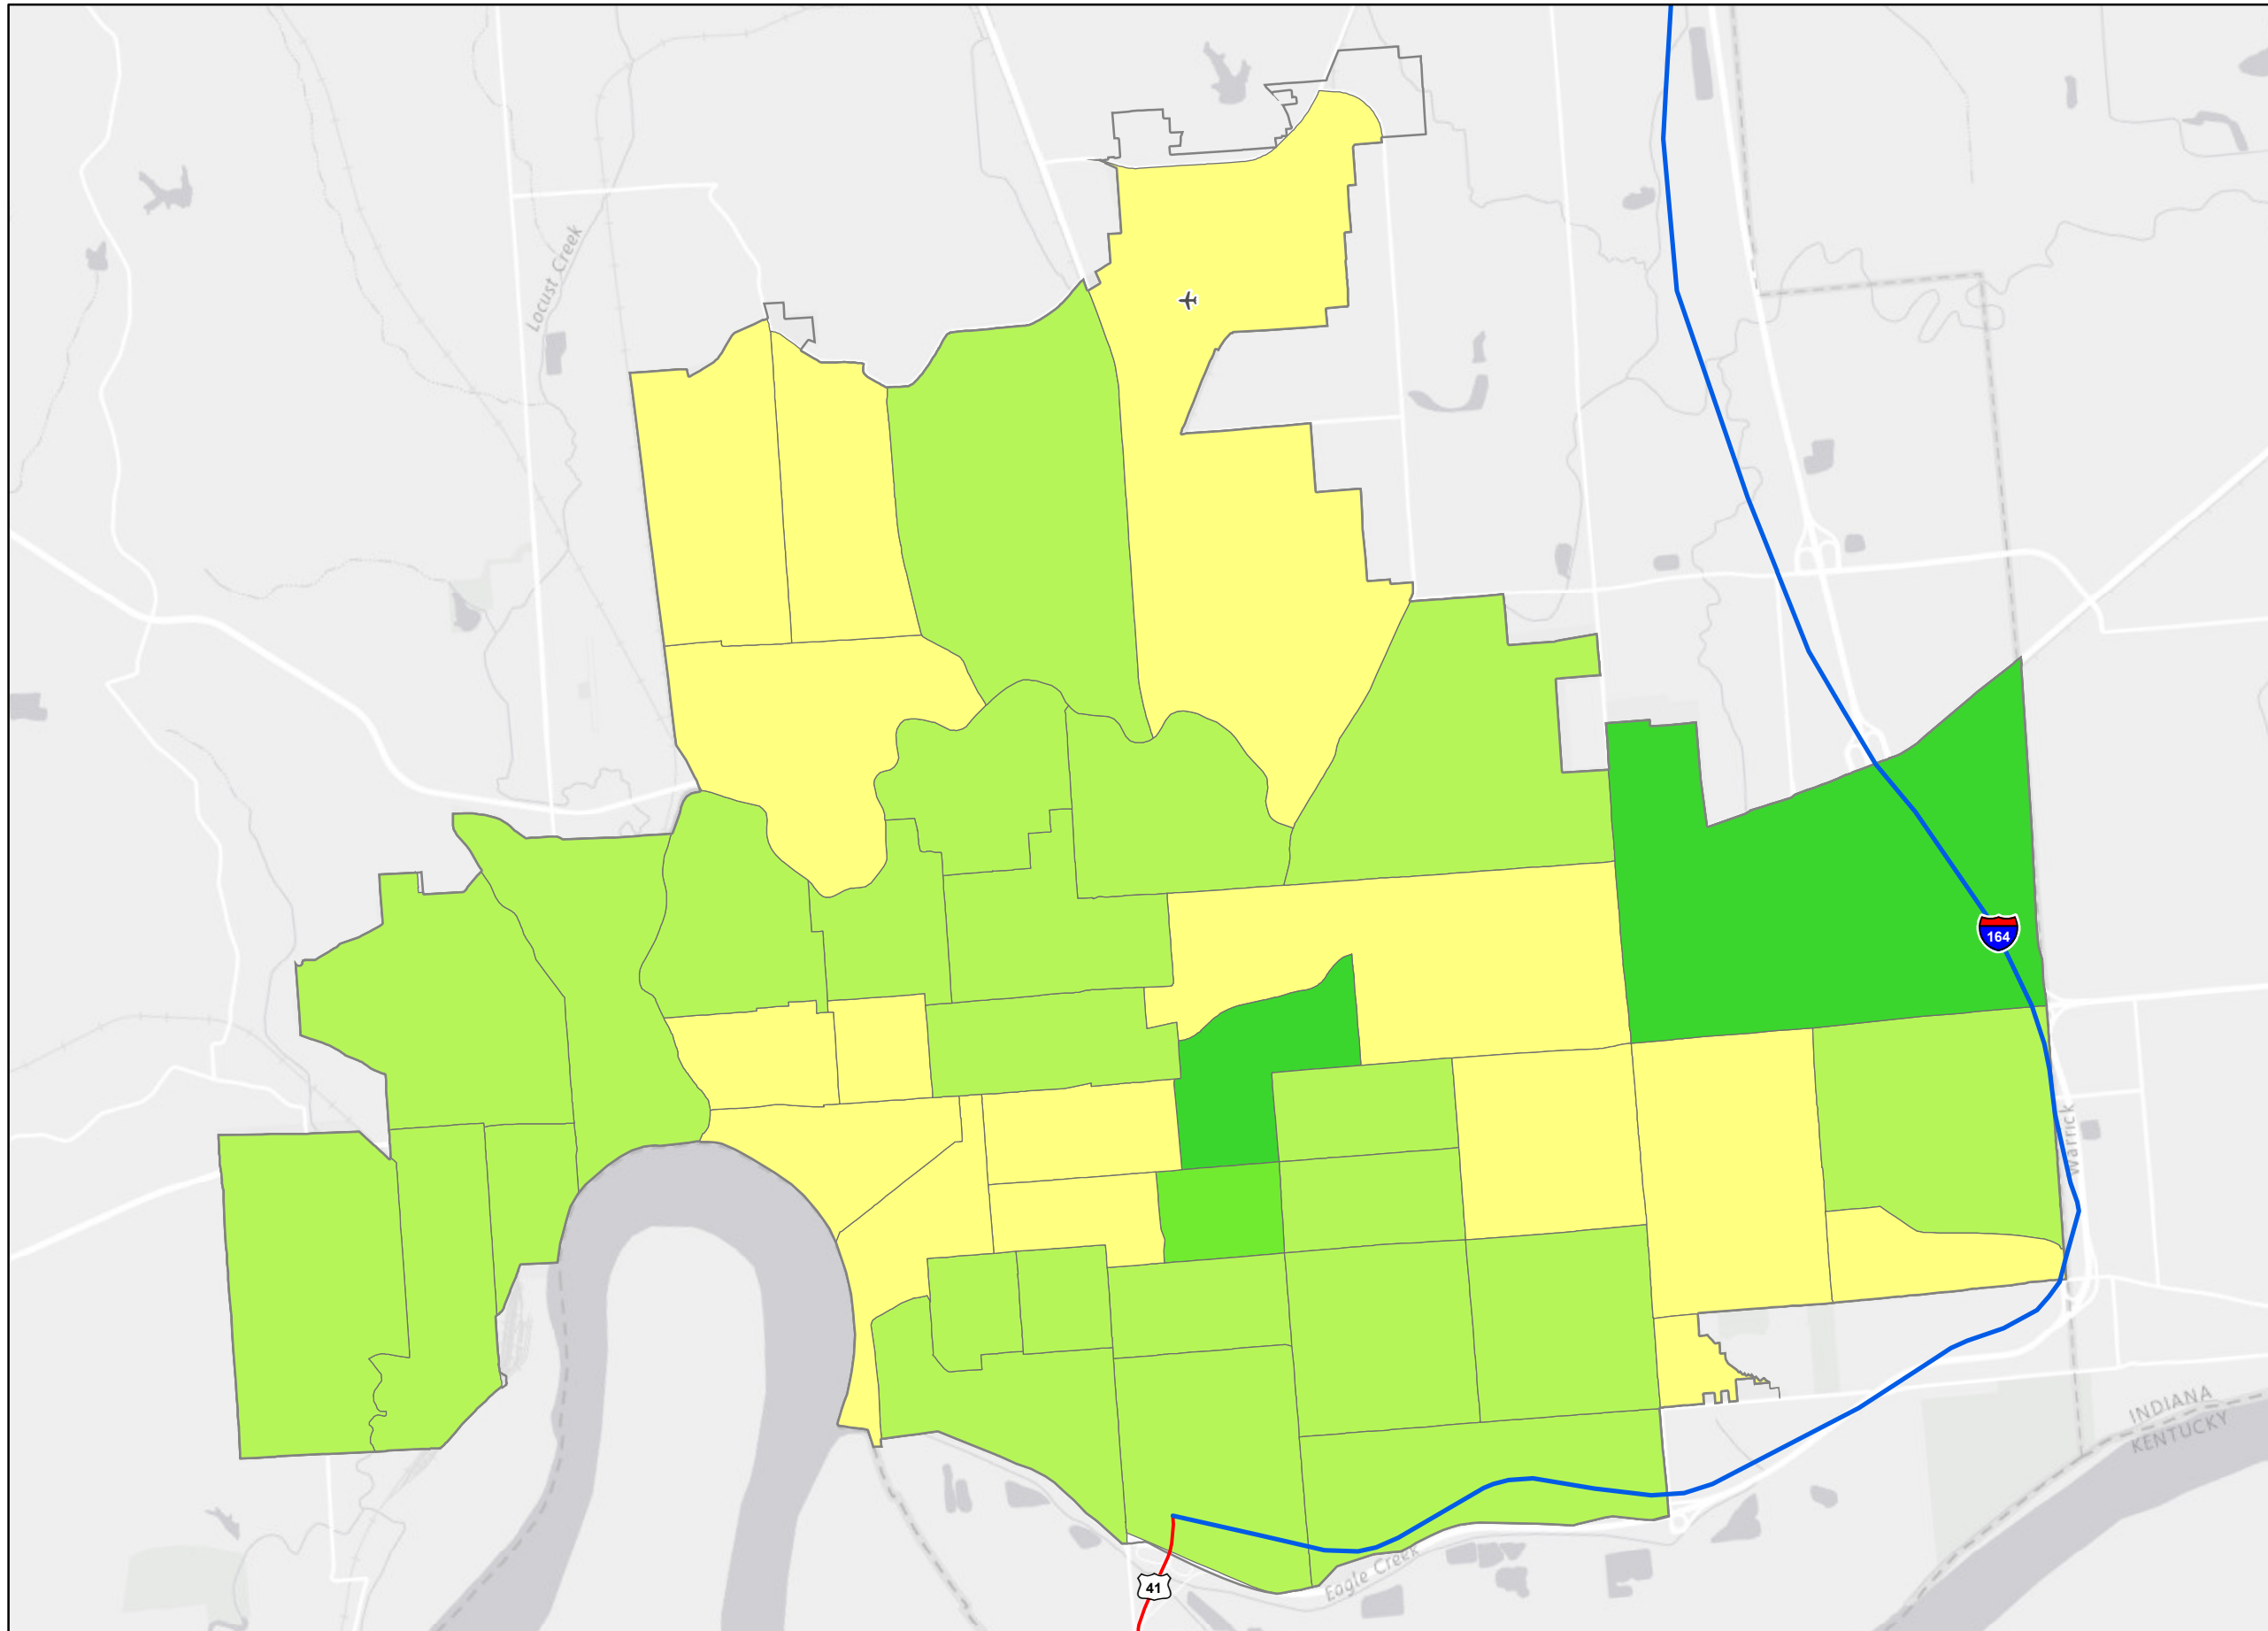 Locust Creek
164
Warrick
INDIANA
KENTUCKY
Eagle Creek
41